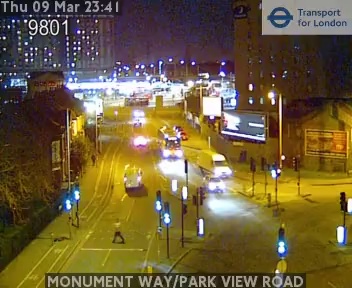 Thu 09 Mar 23:41
9801
Transport
for London
MONUMENT WAY/PARK VIEW ROAD